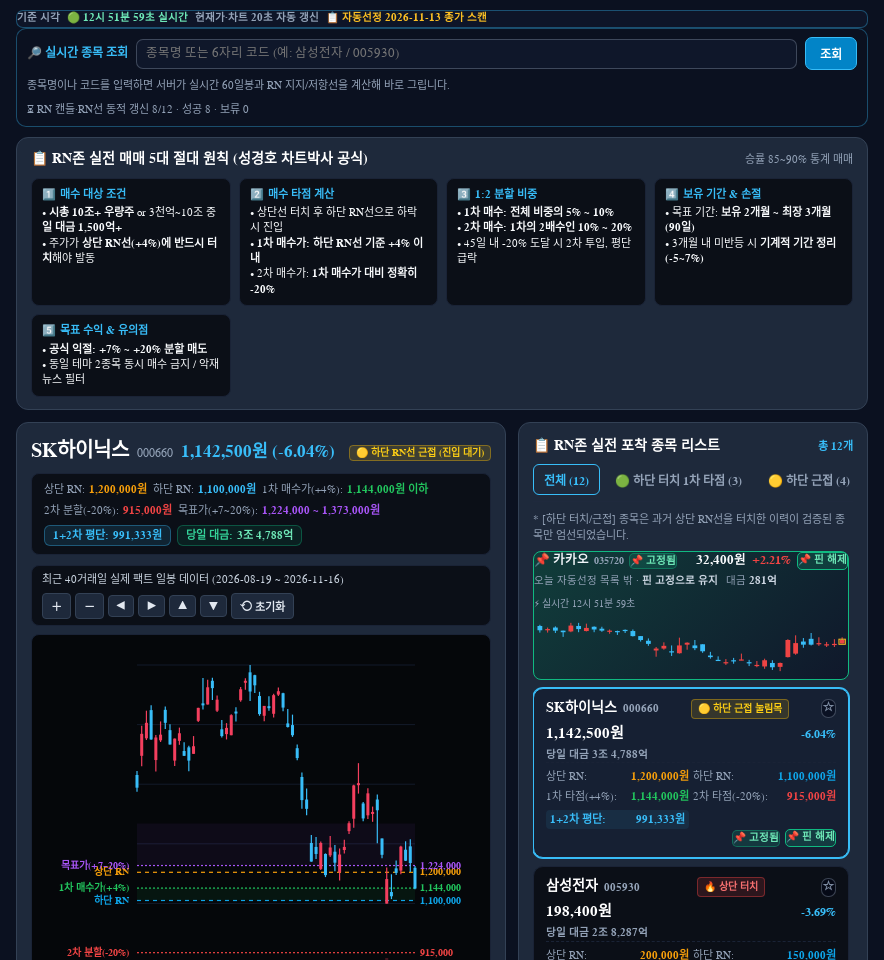 기준 시각 🟢 12시 51분 59초 실시간 현재가·차트 20초 자동 갱신 📋 자동선정 2026-11-13 종가 스캔
🔎 실시간 종목 조회 종목명 또는 6자리 코드 (예: 삼성전자 / 005930) 조회
종목명이나 코드를 입력하면 서버가 실시간 60일봉과 RN 지지/저항선을 계산해 바로 그립니다.
⏳ RN 캔들·RN선 동적 갱신 8/12 · 성공 8 · 보류 0
📋 RN존 실전 매매 5대 절대 원칙 (성경호 차트박사 공식) 승률 85~90% 통계 매매
1️⃣ 매수 대상 조건
• 시총 10조+ 우량주 or 3천억~10조 중
일 대금 1,500억+
• 주가가 상단 RN선(+4%)에 반드시 터
치해야 발동
2️⃣ 매수 타점 계산
• 상단선 터치 후 하단 RN선으로 하락
시 진입
• 1차 매수가: 하단 RN선 기준 +4% 이
내
• 2차 매수가: 1차 매수가 대비 정확히
-20%
3️⃣ 1:2 분할 비중
• 1차 매수: 전체 비중의 5% ~ 10%
• 2차 매수: 1차의 2배수인 10% ~ 20%
• 45일 내 -20% 도달 시 2차 투입, 평단
급락
4️⃣ 보유 기간 & 손절
• 목표 기간: 보유 2개월 ~ 최장 3개월
(90일)
• 3개월 내 미반등 시 기계적 기간 정리
(-5~7%)
5️⃣ 목표 수익 & 유의점
• 공식 익절: +7% ~ +20% 분할 매도
• 동일 테마 2종목 동시 매수 금지 / 악재
뉴스 필터
SK하이닉스 000660 1,142,500원 (-6.04%) 🟡 하단 RN선 근접 (진입 대기)
상단 RN: 1,200,000원 하단 RN: 1,100,000원 1차 매수가(+4%): 1,144,000원 이하
2차 분할(-20%): 915,000원 목표가(+7~20%): 1,224,000 ~ 1,373,000원
1+2차 평단: 991,333원 당일 대금: 3조 4,788억
최근 40거래일 실제 팩트 일봉 데이터 (2026-08-19 ~ 2026-11-16)
+ − ◀ ▶ ▲ ▼ ⟲ 초기화
목표가(+7~20%) 1,224,000
상단 RN 1,200,000
1차 매수가(+4%) 1,144,000
하단 RN 1,100,000
2차 분할(-20%) 915,000
📋 RN존 실전 포착 종목 리스트 총 12개
전체 (12) 🟢 하단 터치 1차 타점 (3) 🟡 하단 근접 (4)
* [하단 터치/근접] 종목은 과거 상단 RN선을 터치한 이력이 검증된 종
목만 엄선되었습니다.
📌 카카오 035720 📌 고정됨 32,400원 +2.21% 📌 핀 해제
오늘 자동선정 목록 밖 · 핀 고정으로 유지 대금 281억
⚡ 실시간 12시 51분 59초
SK하이닉스 000660 🟡 하단 근접 눌림목 ☆
1,142,500원 -6.04%
당일 대금 3조 4,788억
상단 RN: 1,200,000원 하단 RN: 1,100,000원
1차 타점(+4%): 1,144,000원 2차 타점(-20%): 915,000원
1+2차 평단: 991,333원
📌 고정됨 📌 핀 해제
삼성전자 005930 🔥 상단 터치 ☆
198,400원 -3.69%
당일 대금 2조 8,287억
상단 RN: 200,000원 하단 RN: 150,000원